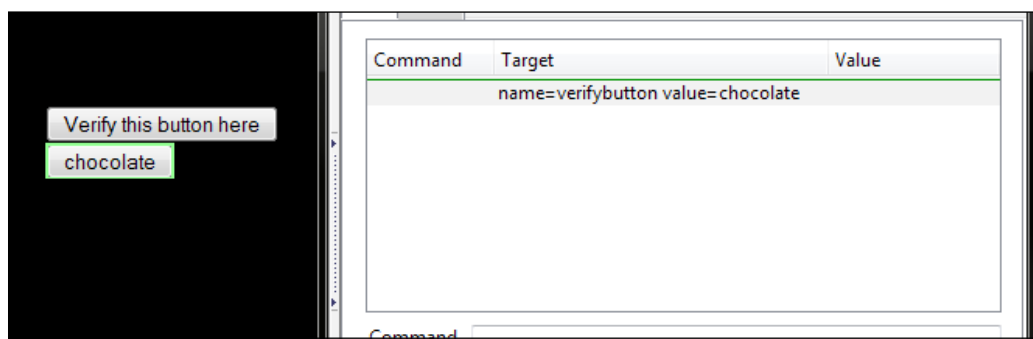 Verify this button here
chocolate
Command Target Value
name=verifybutton value=chocolate
Command